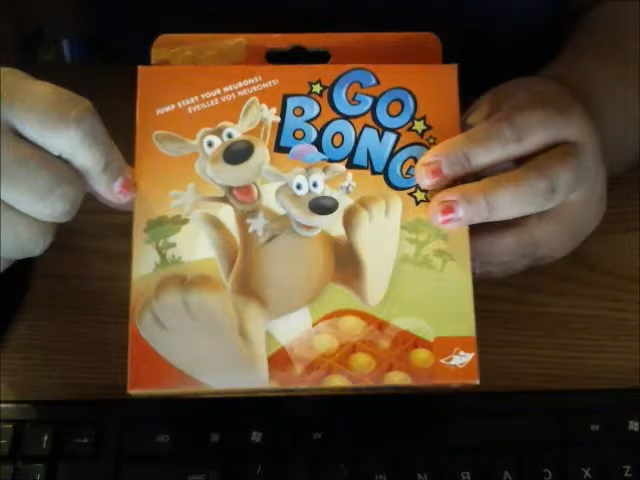 JUMP START YOUR NEURONS!
ÉVEILLEZ VOS NEURONES!
GO
BONG
M N B V C X Z